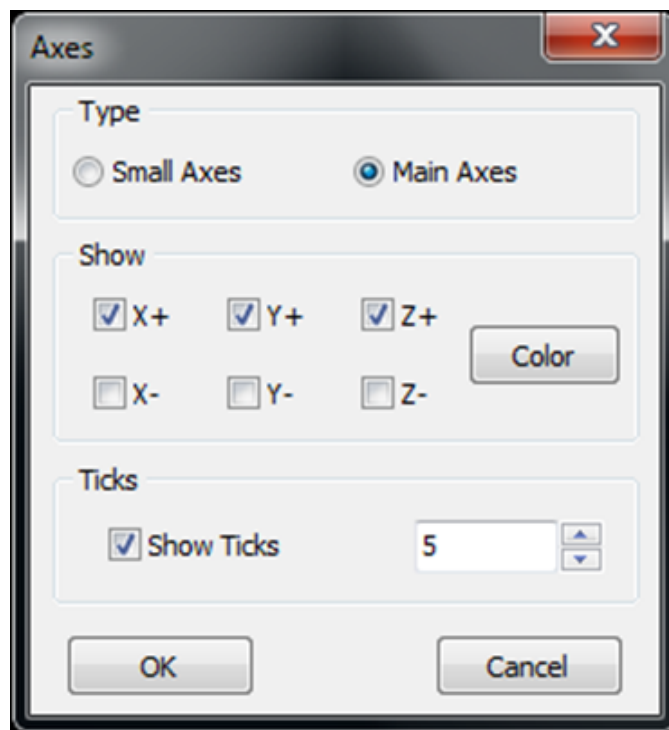 Axes
Type
Small Axes Main Axes
Show
X+ Y+ Z+
Color
X- Y- Z-
Ticks
Show Ticks 5
OK Cancel